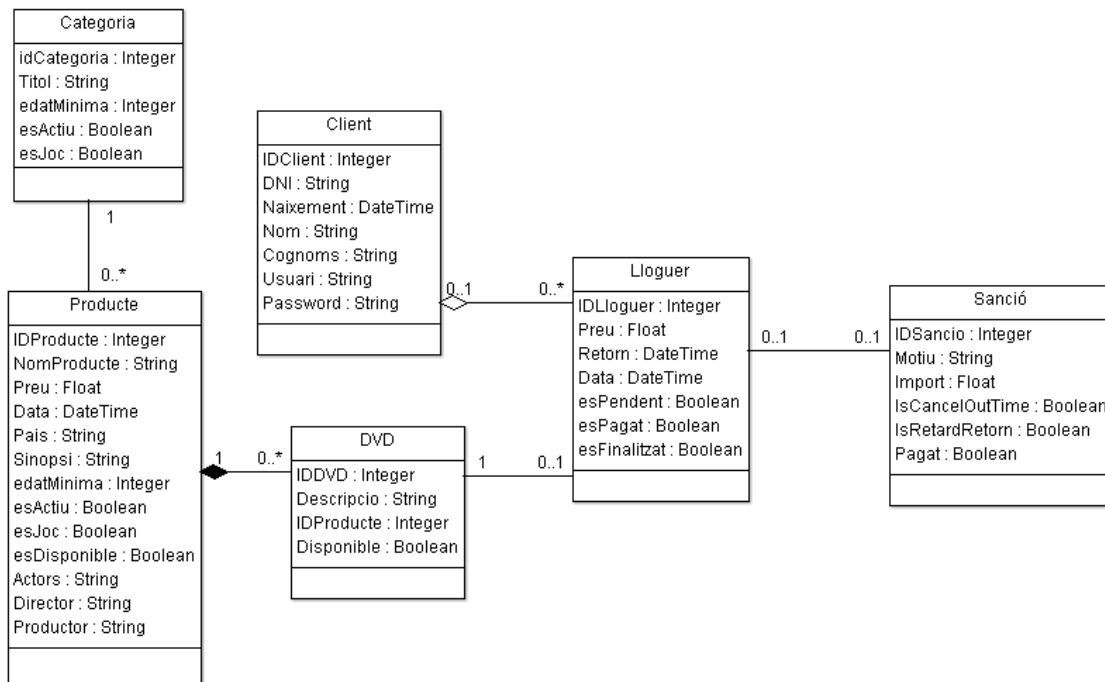 Categoria
idCategoria : Integer
Titol : String
edatMinima : Integer
esActiu : Boolean
esJoc : Boolean
1
0..*
Producte
IDProducte : Integer
NomProducte : String
Preu : Float
Data : DateTime
Pais : String
Sinopsi : String
edatMinima : Integer
esActiu : Boolean
esJoc : Boolean
esDisponible : Boolean
Actors : String
Director : String
Productor : String
1
0..*
Client
IDClient : Integer
DNI : String
Naixement : DateTime
Nom : String
Cognoms : String
Usuari : String
Password : String
0..1
0..*
DVD
IDDVD : Integer
Descripcio : String
IDProducte : Integer
Disponible : Boolean
1
0..1
Lloguer
IDLloguer : Integer
Preu : Float
Retorn : DateTime
Data : DateTime
esPendent : Boolean
esPagat : Boolean
esFinalitzat : Boolean
0..1
0..1
Sanció
IDSancio : Integer
Motiu : String
Import : Float
IsCancelOutTime : Boolean
IsRetardRetorn : Boolean
Pagat : Boolean